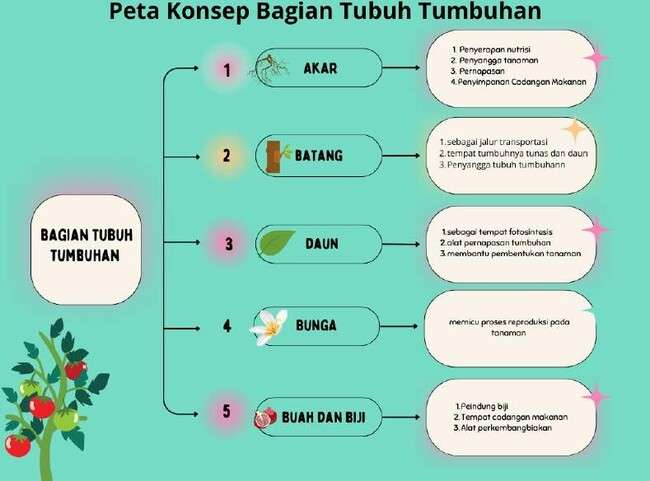 Peta Konsep Bagian Tubuh Tumbuhan
BAGIAN TUBUH
TUMBUHAN
1
AKAR
1. Penyerapan nutrisi
2. Penyangga tanaman
3. Pernapasan
4.Penyimpanan Cadangan Makanan
2
BATANG
1.sebagai jalur transportasi
2.tempat tumbuhnya tunas dan daun
3.Penyangga tubuh tumbuhann
3
DAUN
1.sebagai tempat fotosintesis
2.alat pernapasan tumbuhan
3.membantu pembentukan tanaman
4
BUNGA
memicu proses reproduksi pada
tanaman
5
BUAH DAN BIJI
1.Pelndung biji
2.Tempat cadangan makanan
3.Alat perkembangbiakan